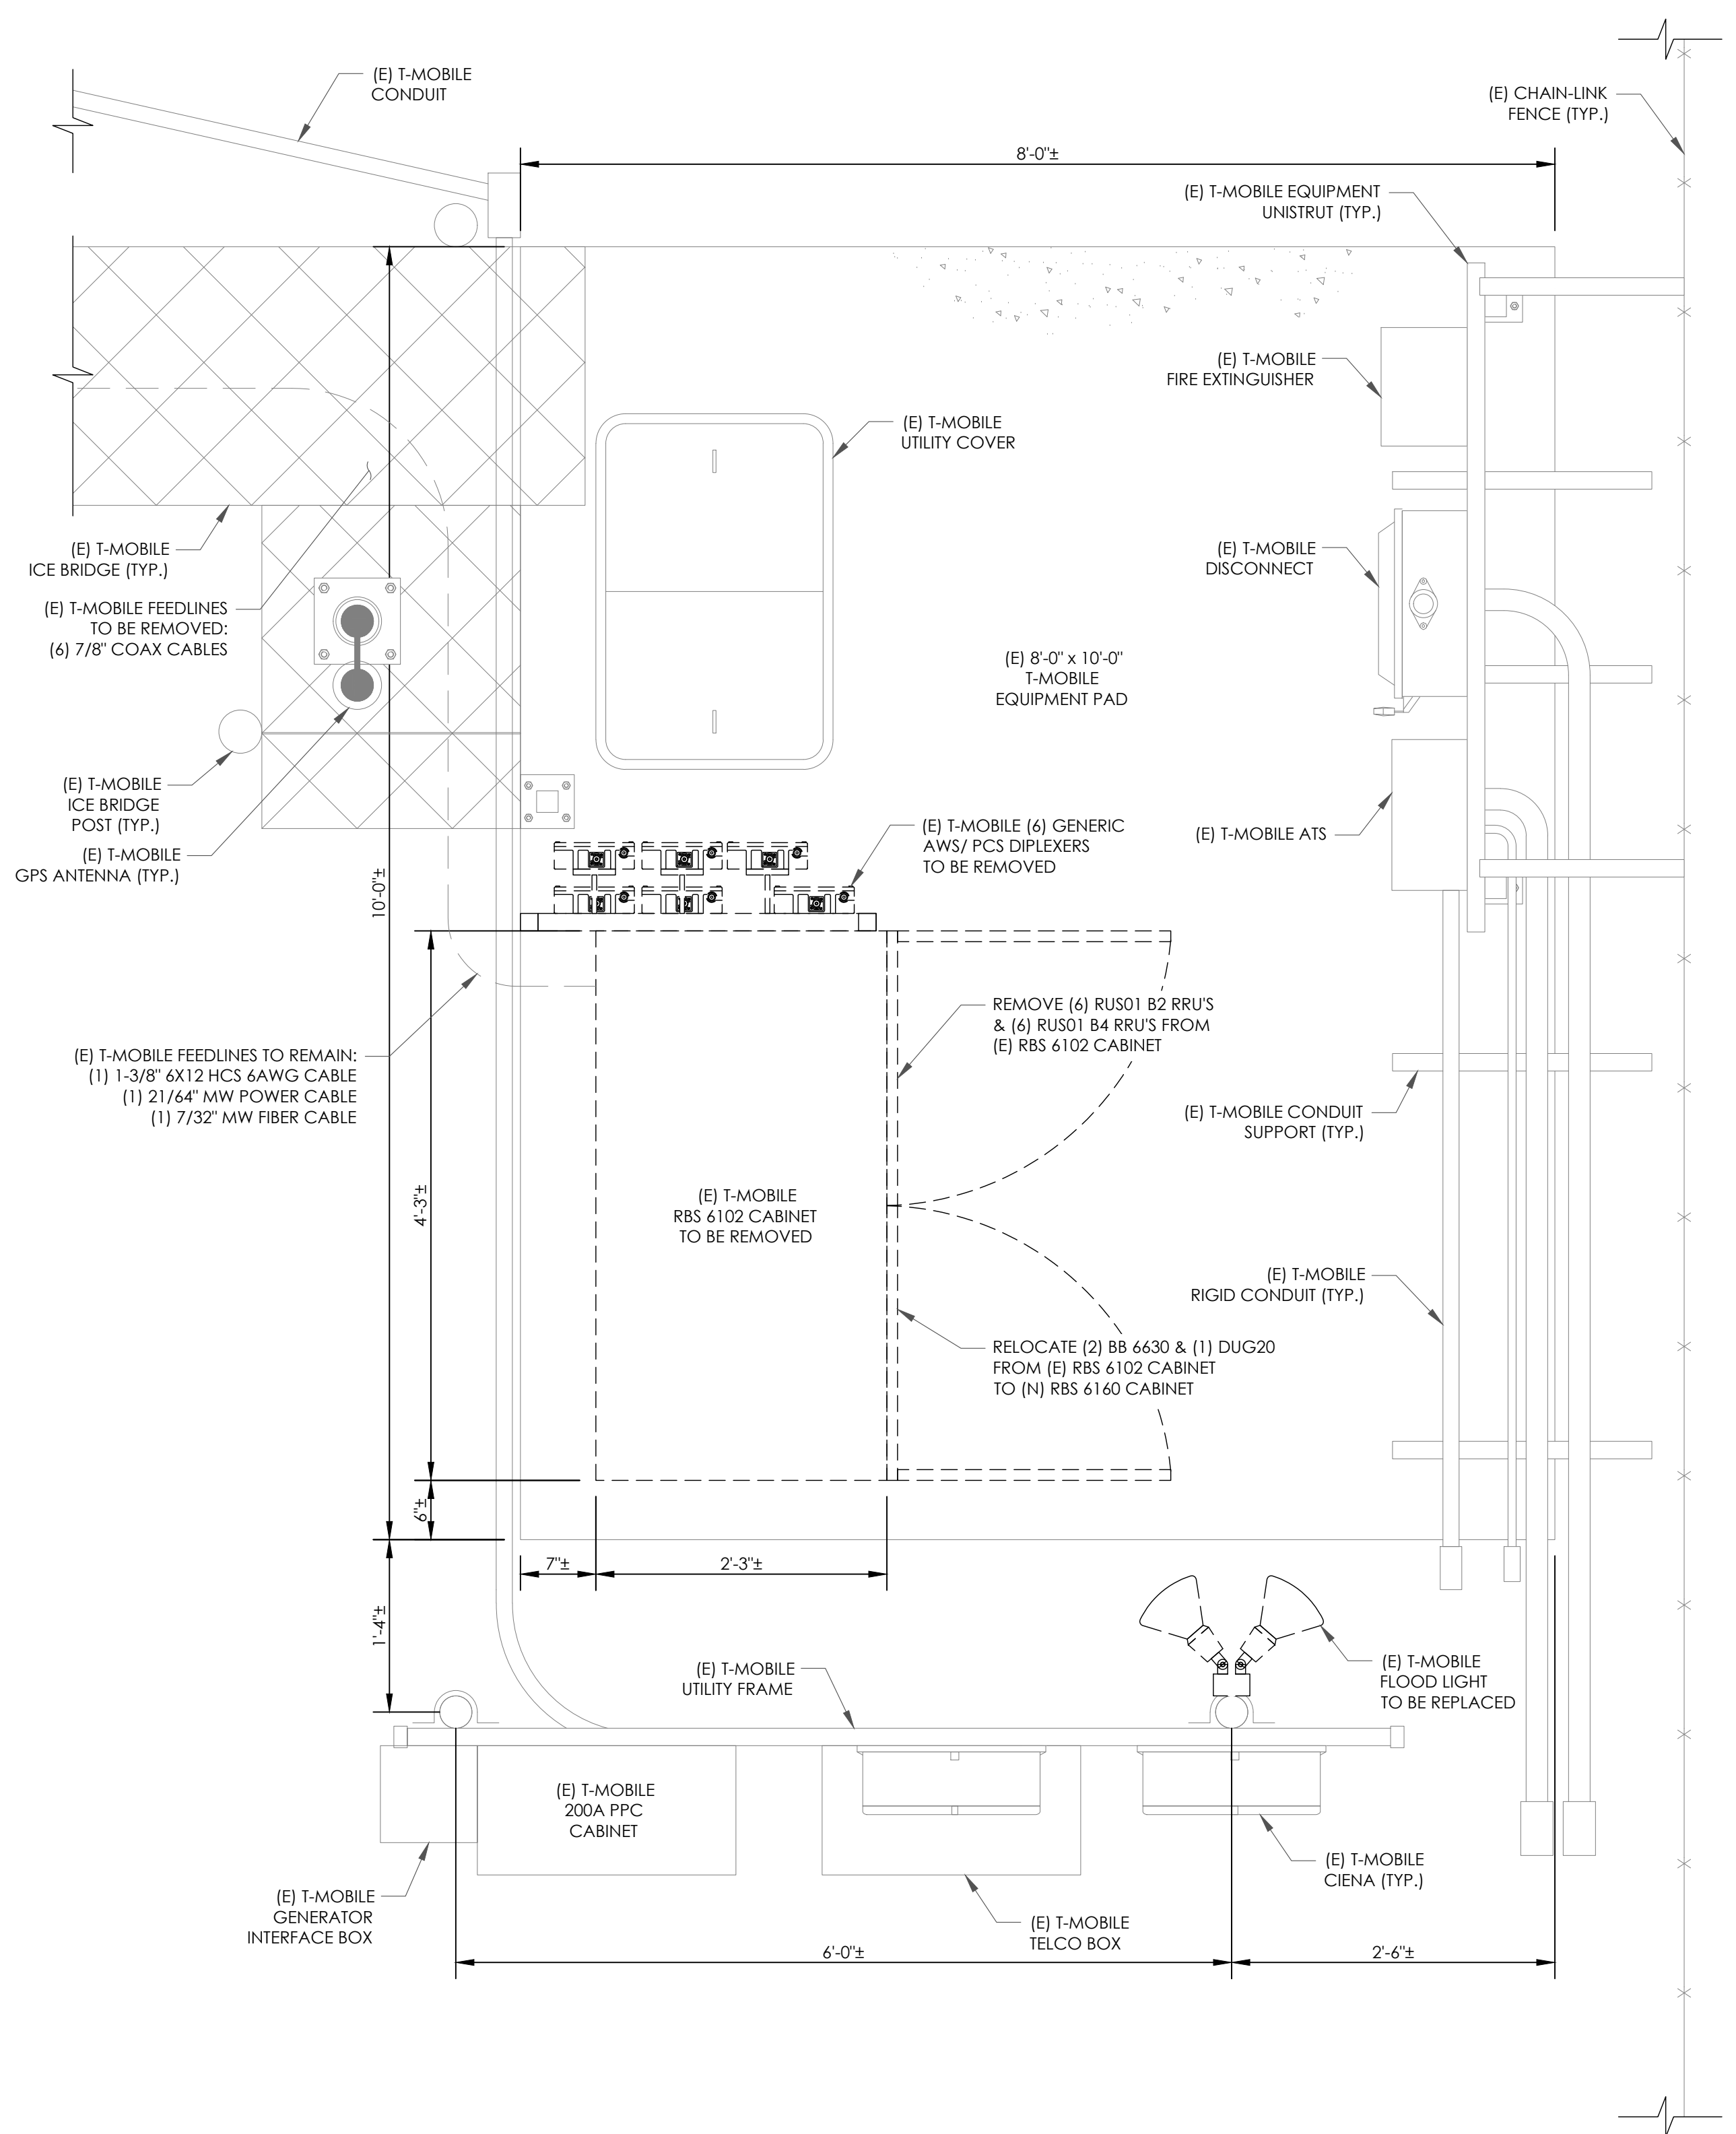 (E) T-MOBILE
CONDUIT
(E) CHAIN-LINK
FENCE (TYP.)
8'-0"±
(E) T-MOBILE EQUIPMENT
UNISTRUT (TYP.)
(E) T-MOBILE
FIRE EXTINGUISHER
(E) T-MOBILE
UTILITY COVER
(E) T-MOBILE
ICE BRIDGE (TYP.)
(E) T-MOBILE
DISCONNECT
(E) T-MOBILE FEEDLINES
TO BE REMOVED:
(6) 7/8" COAX CABLES
(E) 8'-0" x 10'-0"
T-MOBILE
EQUIPMENT PAD
(E) T-MOBILE
ICE BRIDGE
POST (TYP.)
(E) T-MOBILE
GPS ANTENNA (TYP.)
(E) T-MOBILE (6) GENERIC
AWS/ PCS DIPLEXERS
TO BE REMOVED
(E) T-MOBILE ATS
10'-0"±
REMOVE (6) RUS01 B2 RRU'S
& (6) RUS01 B4 RRU'S FROM
(E) RBS 6102 CABINET
(E) T-MOBILE FEEDLINES TO REMAIN:
(1) 1-3/8" 6X12 HCS 6AWG CABLE
(1) 21/64" MW POWER CABLE
(1) 7/32" MW FIBER CABLE
(E) T-MOBILE CONDUIT
SUPPORT (TYP.)
4'-3"±
(E) T-MOBILE
RBS 6102 CABINET
TO BE REMOVED
(E) T-MOBILE
RIGID CONDUIT (TYP.)
RELOCATE (2) BB 6630 & (1) DUG20
FROM (E) RBS 6102 CABINET
TO (N) RBS 6160 CABINET
6"±
7"±
2'-3"±
1'-4"±
(E) T-MOBILE
UTILITY FRAME
(E) T-MOBILE
FLOOD LIGHT
TO BE REPLACED
(E) T-MOBILE
200A PPC
CABINET
(E) T-MOBILE
CIENA (TYP.)
(E) T-MOBILE
GENERATOR
INTERFACE BOX
(E) T-MOBILE
TELCO BOX
6'-0"±
2'-6"±